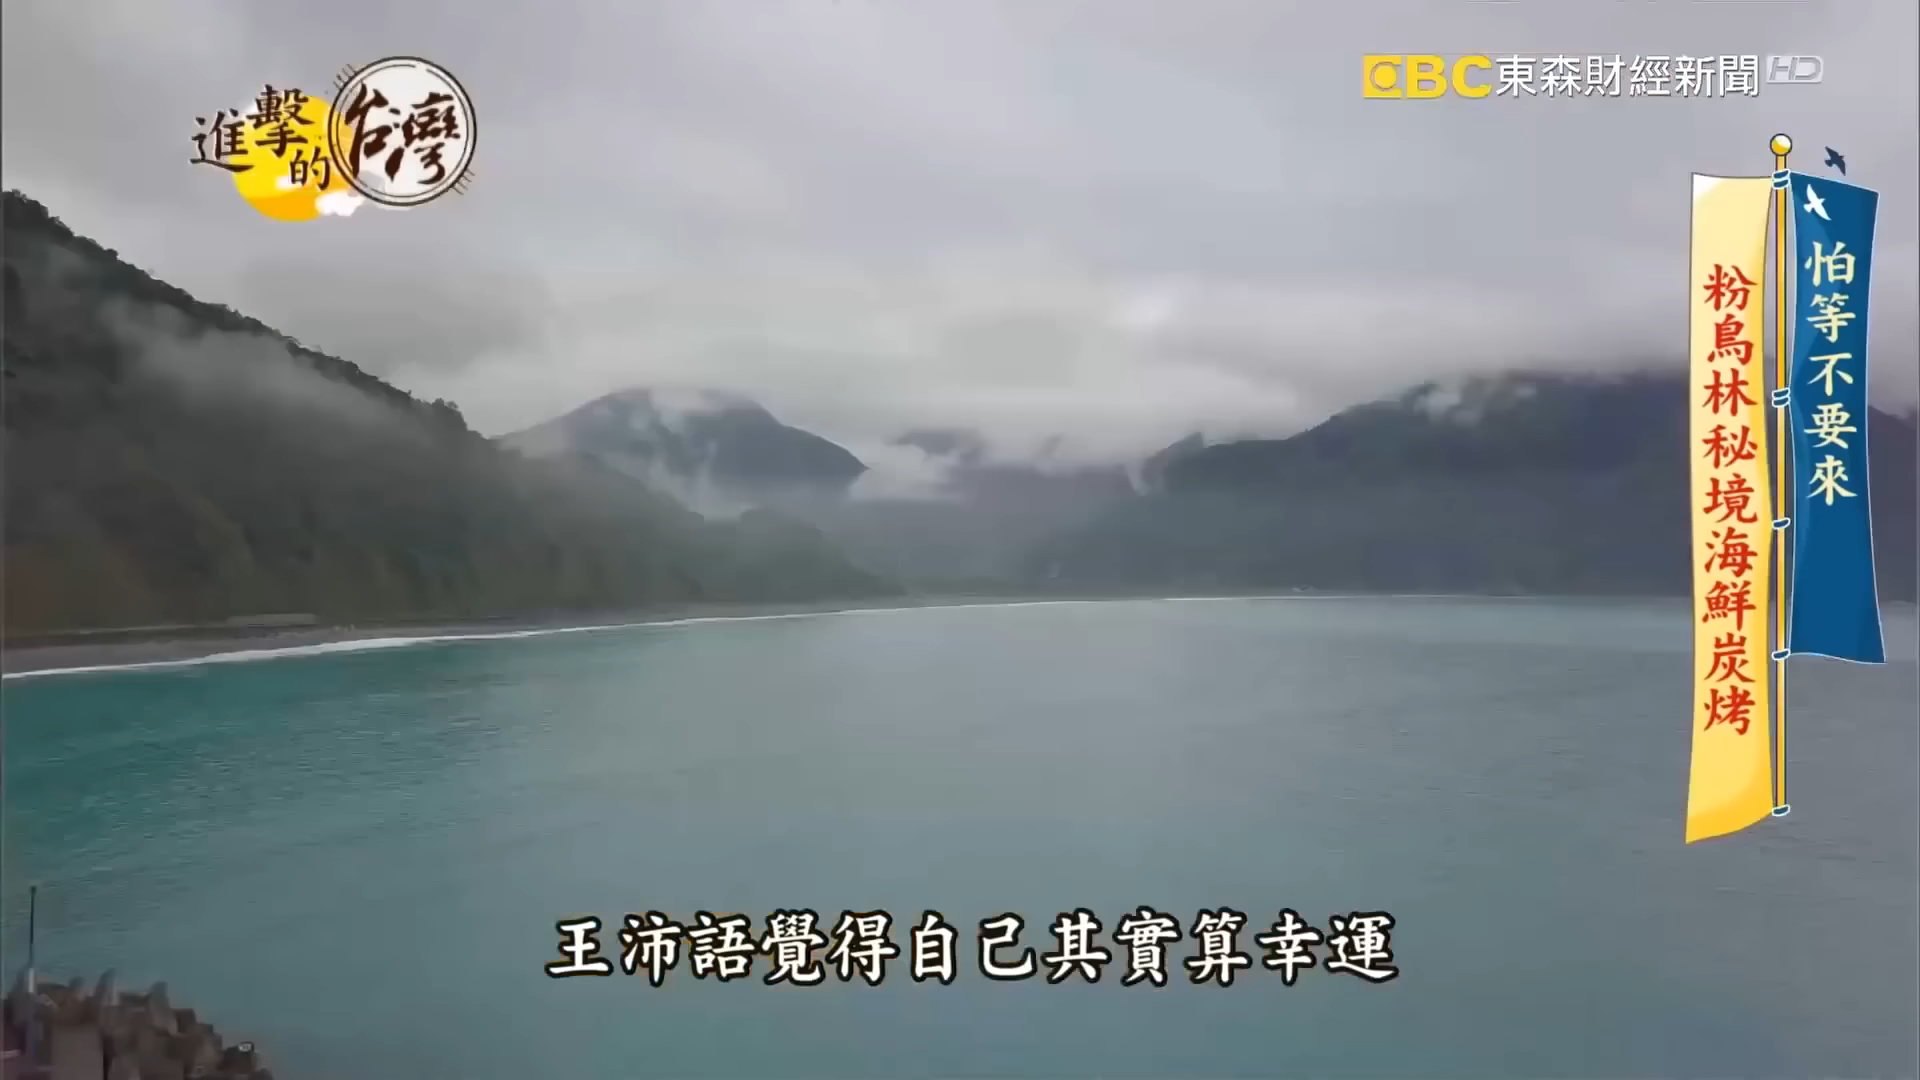 進擊的台灣
EBC東森財經新聞HD
怕等不要來
粉鳥林秘境海鮮炭烤
王沛語覺得自己其實算幸運